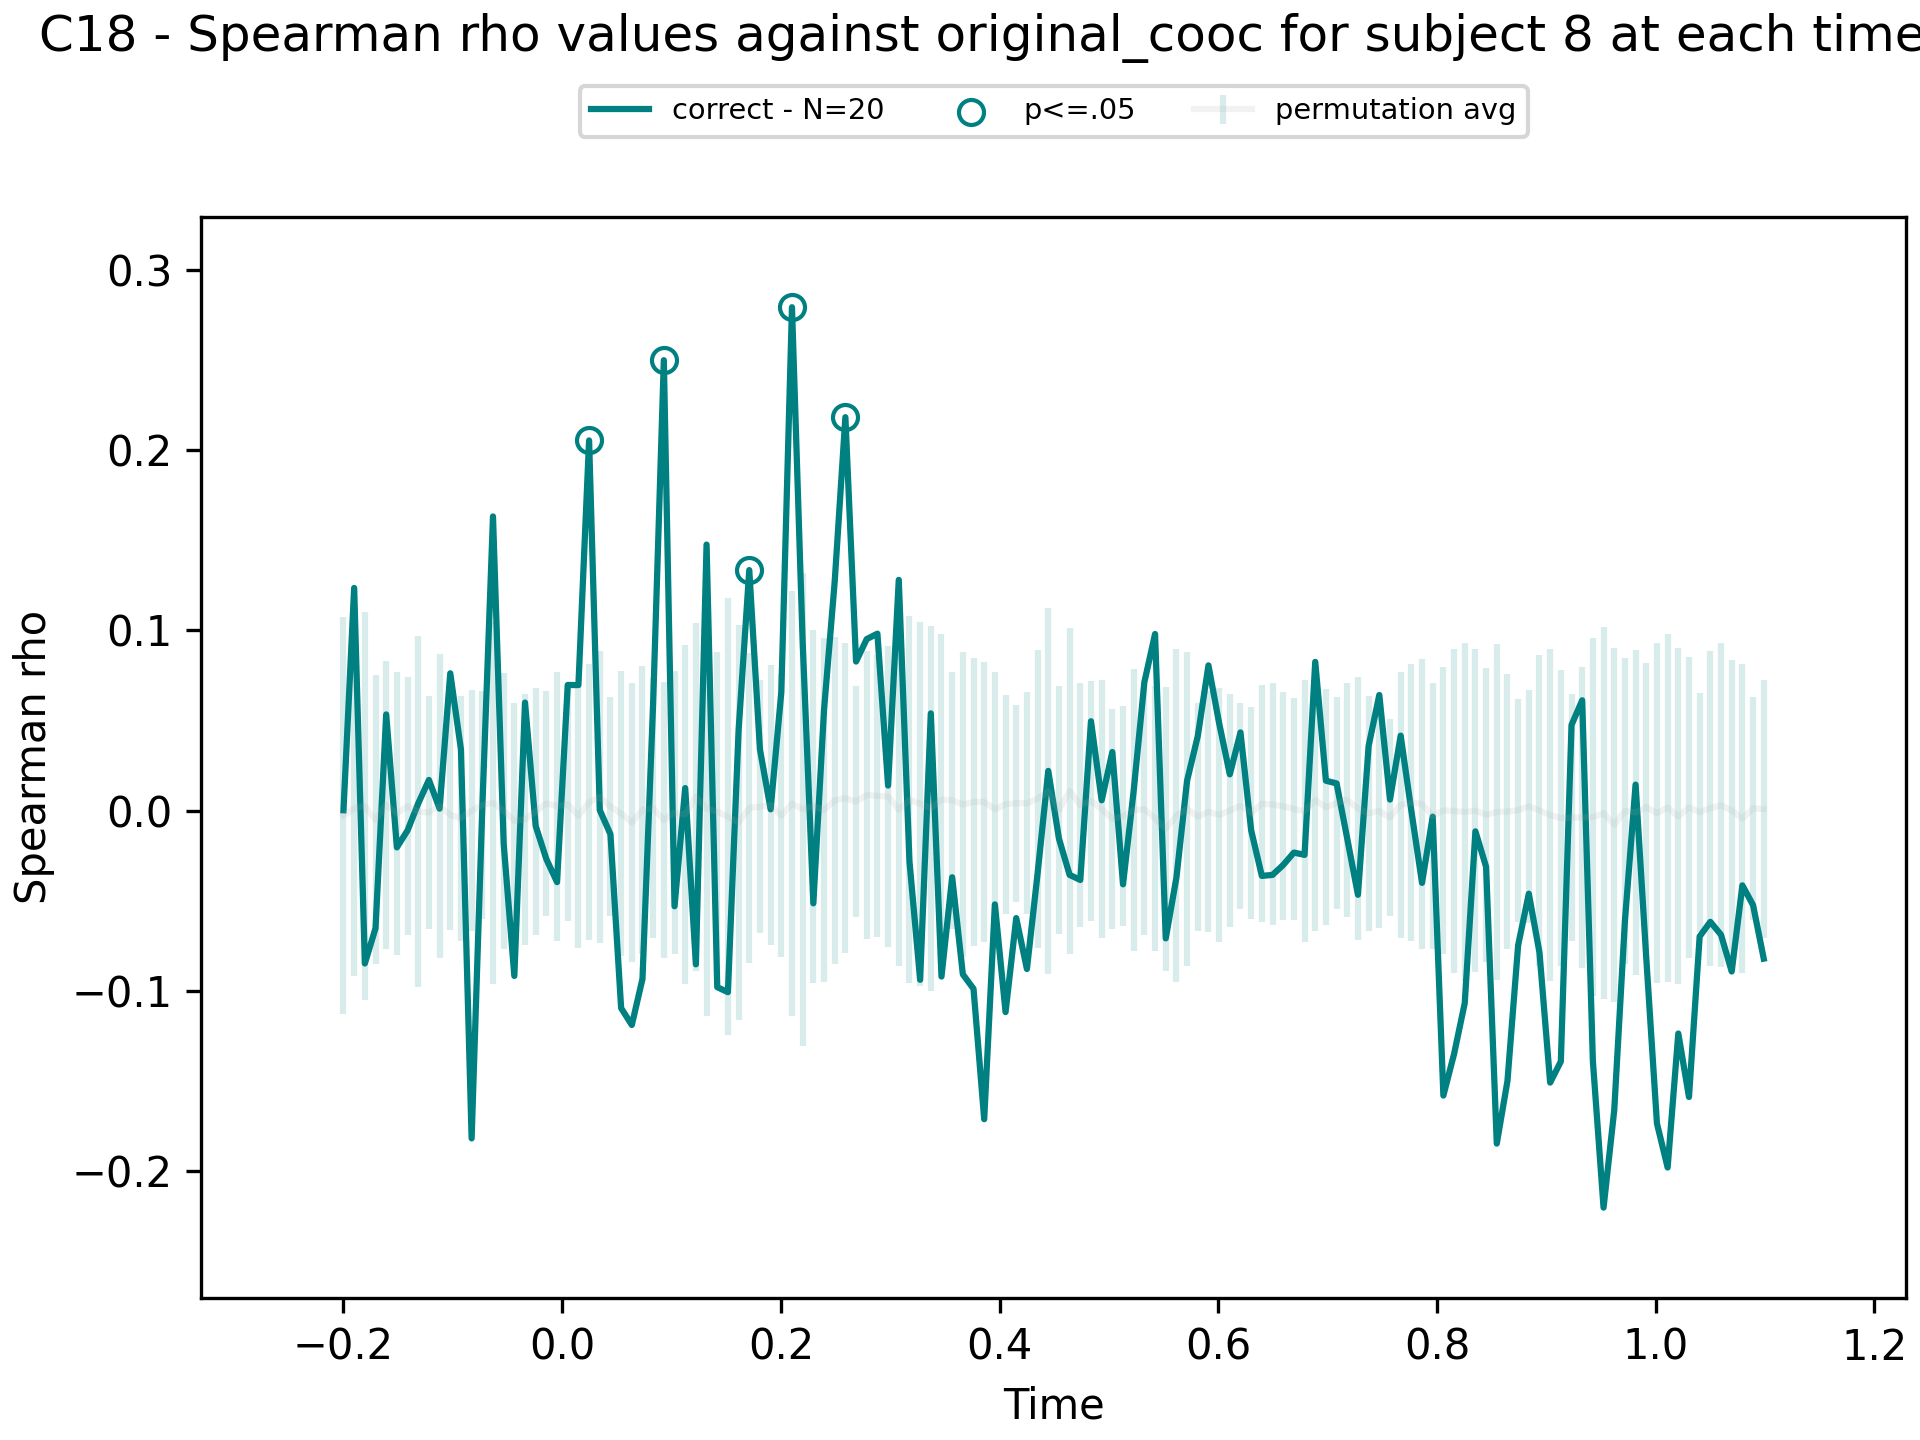 C18 - Spearman rho values against original_cooc for subject 8 at each time
correct - N=20 p<=.05 permutation avg
0.3
0.2
0.1
0.0
−0.1
−0.2
Spearman rho
−0.2 0.0 0.2 0.4 0.6 0.8 1.0 1.2
Time